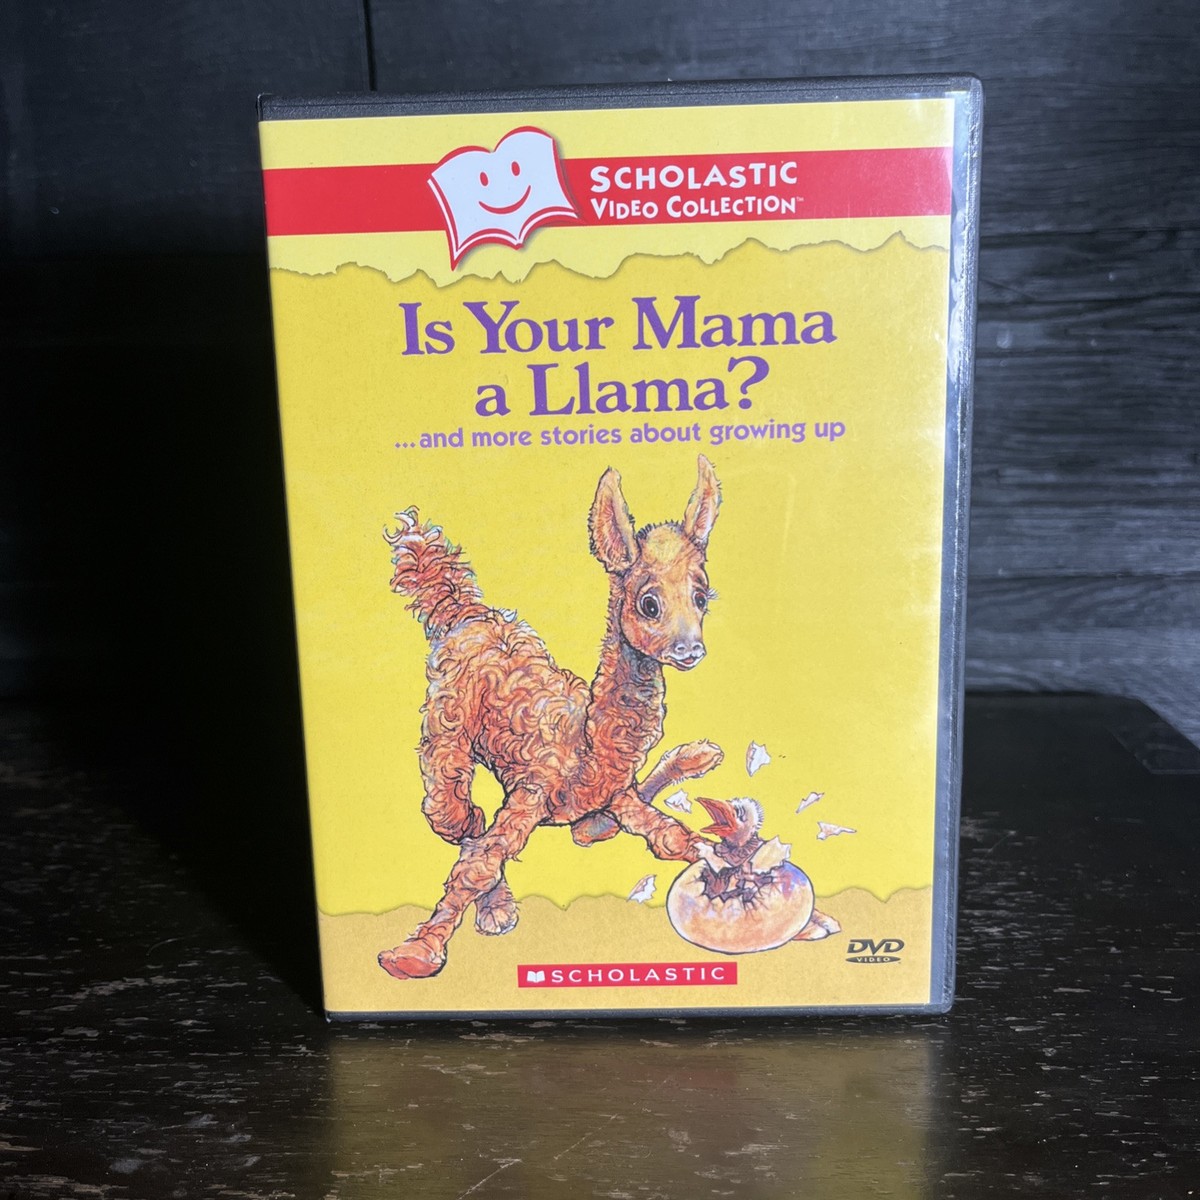 SCHOLASTIC
VIDEO COLLECTION™
Is Your Mama
a Llama?
...and more stories about growing up
DVD
VIDEO
SCHOLASTIC